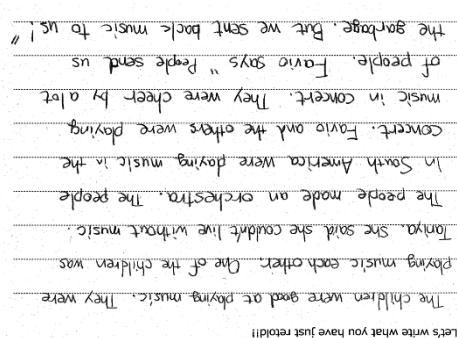 Let's write what you have just retold!!
The children were good at playing music. They were
playing music each other. One of the children was
Taniya. She said she couldn't live without music.
The people made an orchestra. The people
in South America were playing music in the
concert. Favio and the others were playing
music in concert. They were cheer by a lot
of people. Favio says "People send us
the garbage. But we sent back music to us!"